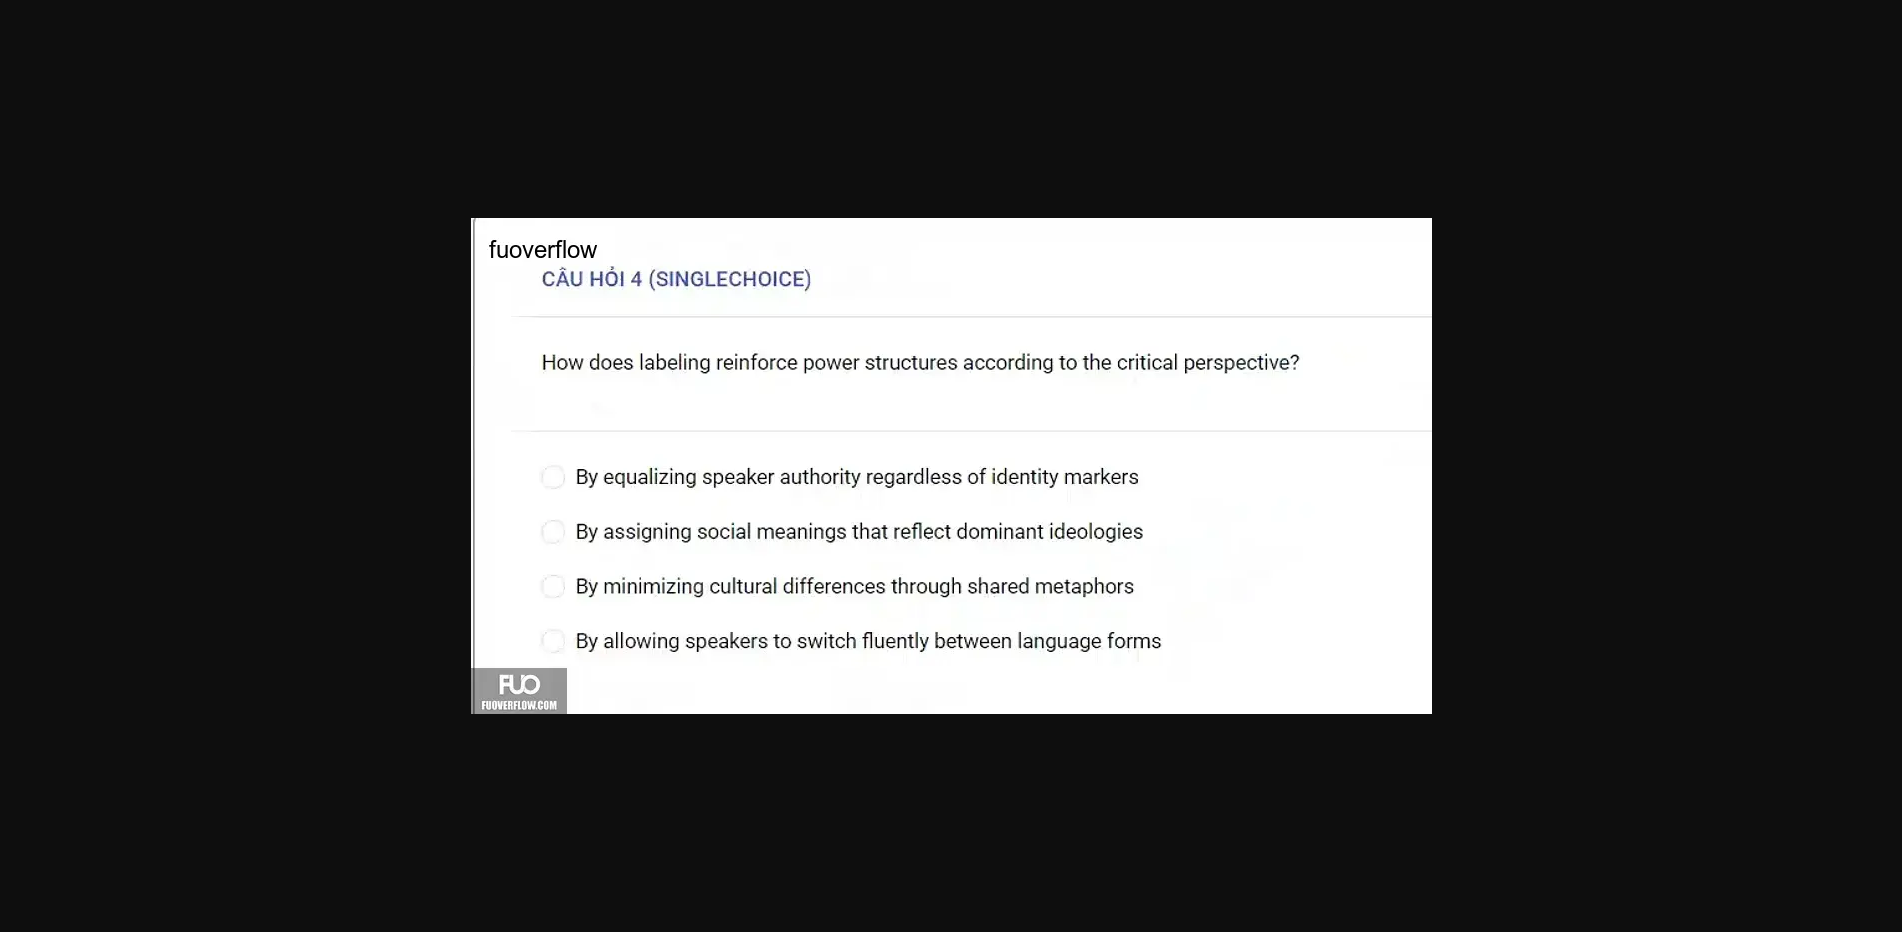 fuoverflow
CÂU HỎI 4 (SINGLECHOICE)
How does labeling reinforce power structures according to the critical perspective?
By equalizing speaker authority regardless of identity markers
By assigning social meanings that reflect dominant ideologies
By minimizing cultural differences through shared metaphors
By allowing speakers to switch fluently between language forms
FUO
FUOVERFLOW.COM